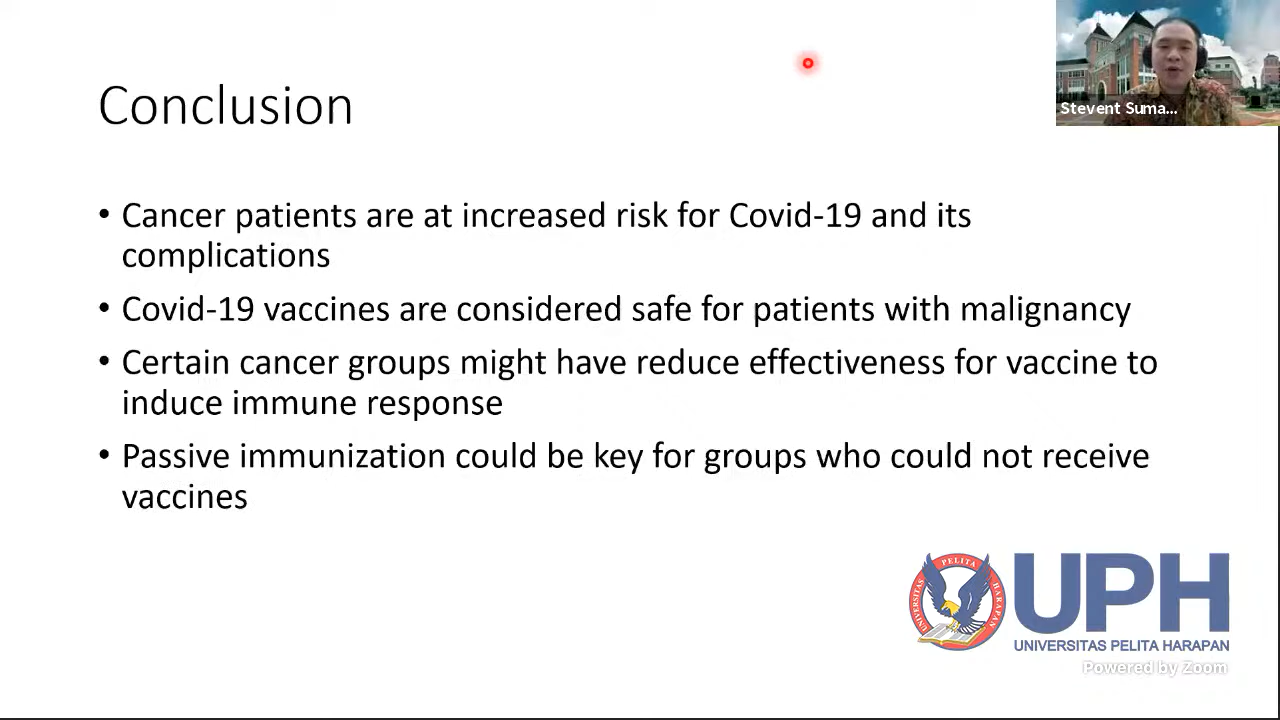 Conclusion
Stevent Suma...
• Cancer patients are at increased risk for Covid-19 and its
complications
• Covid-19 vaccines are considered safe for patients with malignancy
• Certain cancer groups might have reduce effectiveness for vaccine to
induce immune response
• Passive immunization could be key for groups who could not receive
vaccines
UNIVERSITAS PELITA HARAPAN
UPH
UNIVERSITAS PELITA HARAPAN
Powered by Zoom